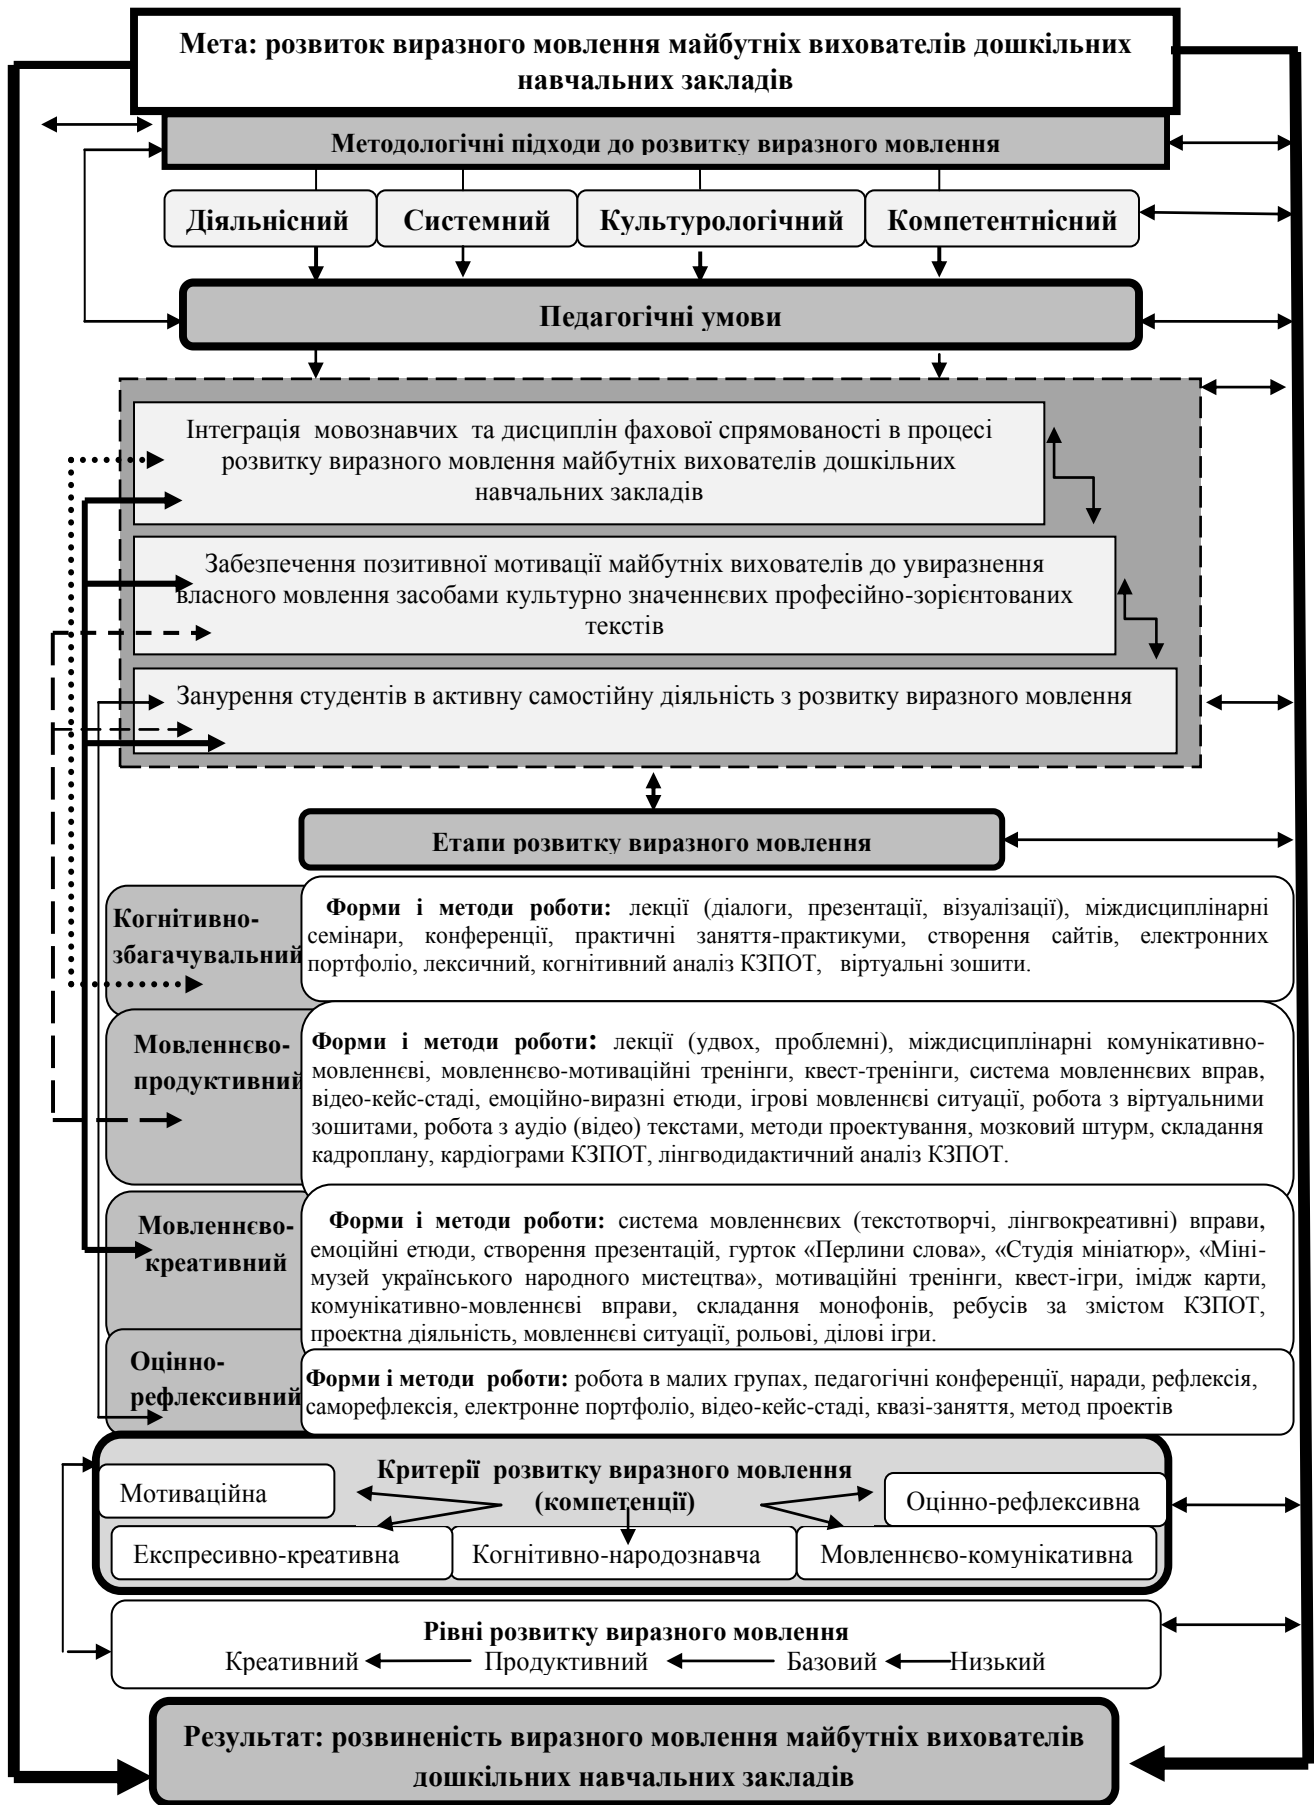 Мета: розвиток виразного мовлення майбутніх вихователів дошкільних
навчальних закладів
Методологічні підходи до розвитку виразного мовлення
Діяльнісний
Системний
Культурологічний
Компетентнісний
Педагогічні умови
Інтеграція мовознавчих та дисциплін фахової спрямованості в процесі
розвитку виразного мовлення майбутніх вихователів дошкільних
навчальних закладів
Забезпечення позитивної мотивації майбутніх вихователів до увиразнення
власного мовлення засобами культурно значеннєвих професійно-зорієнтованих
текстів
Занурення студентів в активну самостійну діяльність з розвитку виразного мовлення
Етапи розвитку виразного мовлення
Когнітивно-
збагачувальний
Форми і методи роботи: лекції (діалоги, презентації, візуалізації), міждисциплінарні
семінари, конференції, практичні заняття-практикуми, створення сайтів, електронних
портфоліо, лексичний, когнітивний аналіз КЗПОТ, віртуальні зошити.
Мовленнєво-
продуктивний
Форми і методи роботи: лекції (удвох, проблемні), міждисциплінарні комунікативно-
мовленнєві, мовленнєво-мотиваційні тренінги, квест-тренінги, система мовленнєвих вправ,
відео-кейс-стаді, емоційно-виразні етюди, ігрові мовленнєві ситуації, робота з віртуальними
зошитами, робота з аудіо (відео) текстами, методи проектування, мозковий штурм, складання
кадроплану, кардіограми КЗПОТ, лінгводидактичний аналіз КЗПОТ.
Мовленнєво-
креативний
Форми і методи роботи: система мовленнєвих (текстотворчі, лінгвокреативні) вправи,
емоційні етюди, створення презентацій, гурток «Перлини слова», «Студія мініатюр», «Міні-
музей українського народного мистецтва», мотиваційні тренінги, квест-ігри, імідж карти,
комунікативно-мовленнєві вправи, складання монофонів, ребусів за змістом КЗПОТ,
проектна діяльність, мовленнєві ситуації, рольові, ділові ігри.
Оцінно-
рефлексивний
Форми і методи роботи: робота в малих групах, педагогічні конференції, наради, рефлексія,
саморефлексія, електронне портфоліо, відео-кейс-стаді, квазі-заняття, метод проектів
Критерії розвитку виразного мовлення
(компетенції)
Мотиваційна
Оцінно-рефлексивна
Експресивно-креативна
Когнітивно-народознавча
Мовленнєво-комунікативна
Рівні розвитку виразного мовлення
Креативний Продуктивний Базовий Низький
Результат: розвиненість виразного мовлення майбутніх вихователів
дошкільних навчальних закладів